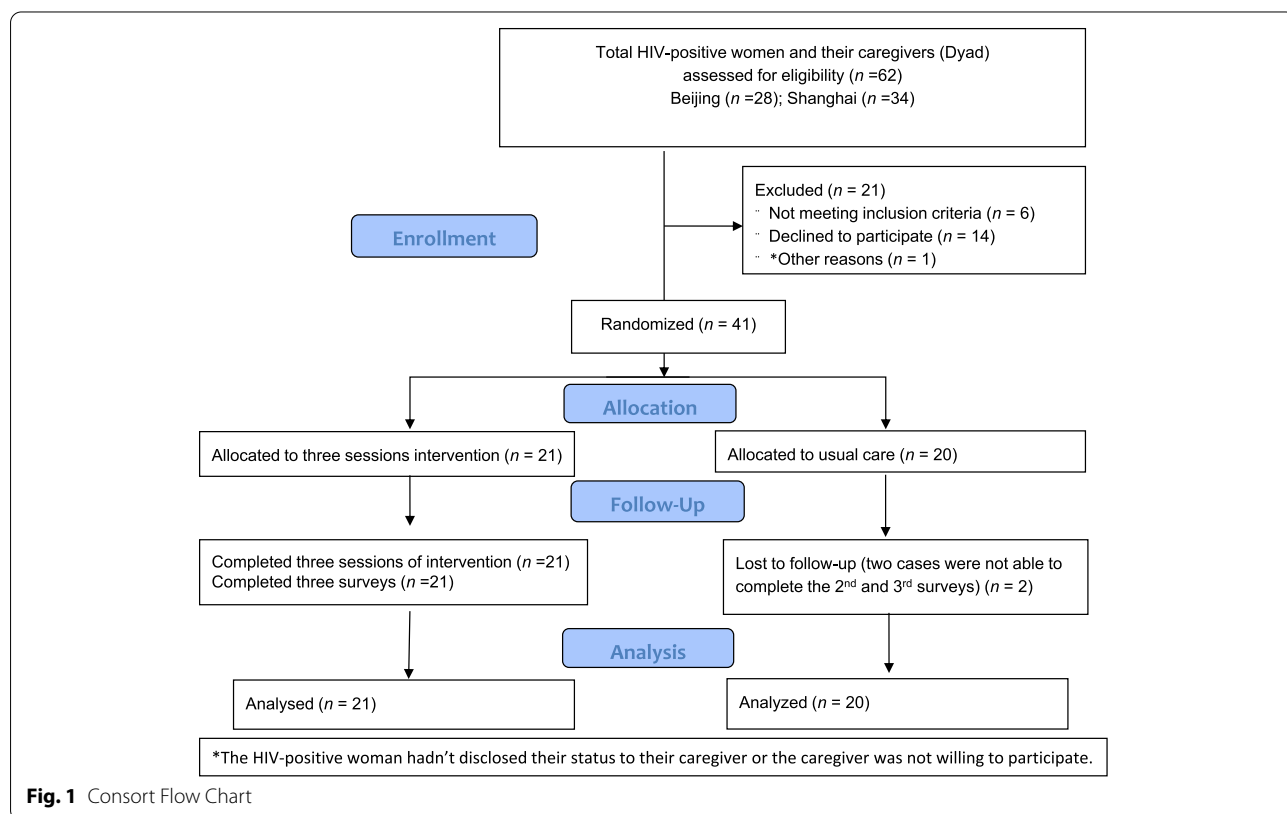 Total HIV-positive women and their caregivers (Dyad)
assessed for eligibility (n =62)
Beijing (n =28); Shanghai (n =34)
Excluded (n = 21)
¨ Not meeting inclusion criteria (n = 6)
¨ Declined to participate (n = 14)
¨ *Other reasons (n = 1)
Enrollment
Randomized (n = 41)
Allocation
Allocated to three sessions intervention (n = 21)
Allocated to usual care (n = 20)
Follow-Up
Completed three sessions of intervention (n =21)
Completed three surveys (n =21)
Lost to follow-up (two cases were not able to
complete the 2nd and 3rd surveys) (n = 2)
Analysis
Analysed (n = 21)
Analyzed (n = 20)
*The HIV-positive woman hadn’t disclosed their status to their caregiver or the caregiver was not willing to participate.
Fig. 1 Consort Flow Chart